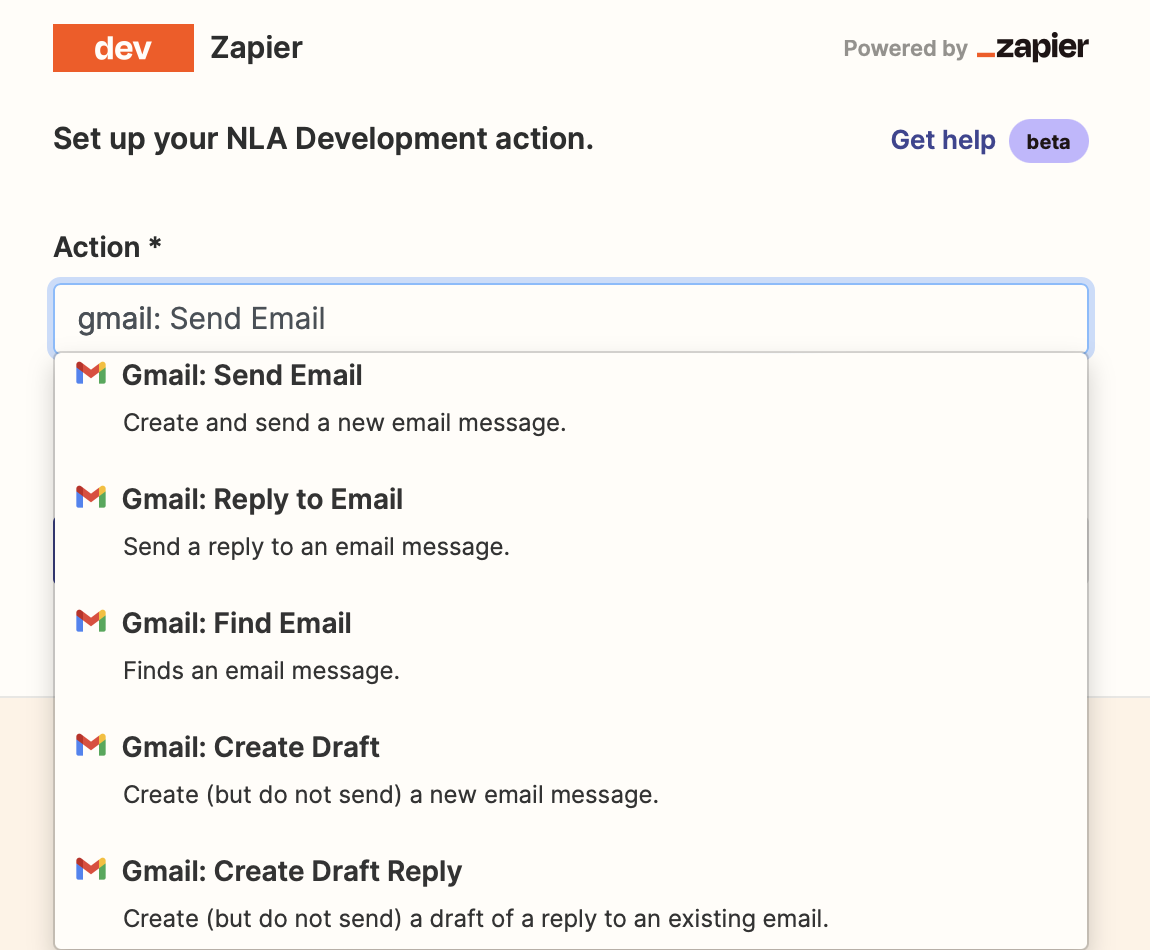 dev Zapier Powered by _zapier
Set up your NLA Development action. Get help beta
Action *
gmail: Send Email
Gmail: Send Email
Create and send a new email message.
Gmail: Reply to Email
Send a reply to an email message.
Gmail: Find Email
Finds an email message.
Gmail: Create Draft
Create (but do not send) a new email message.
Gmail: Create Draft Reply
Create (but do not send) a draft of a reply to an existing email.